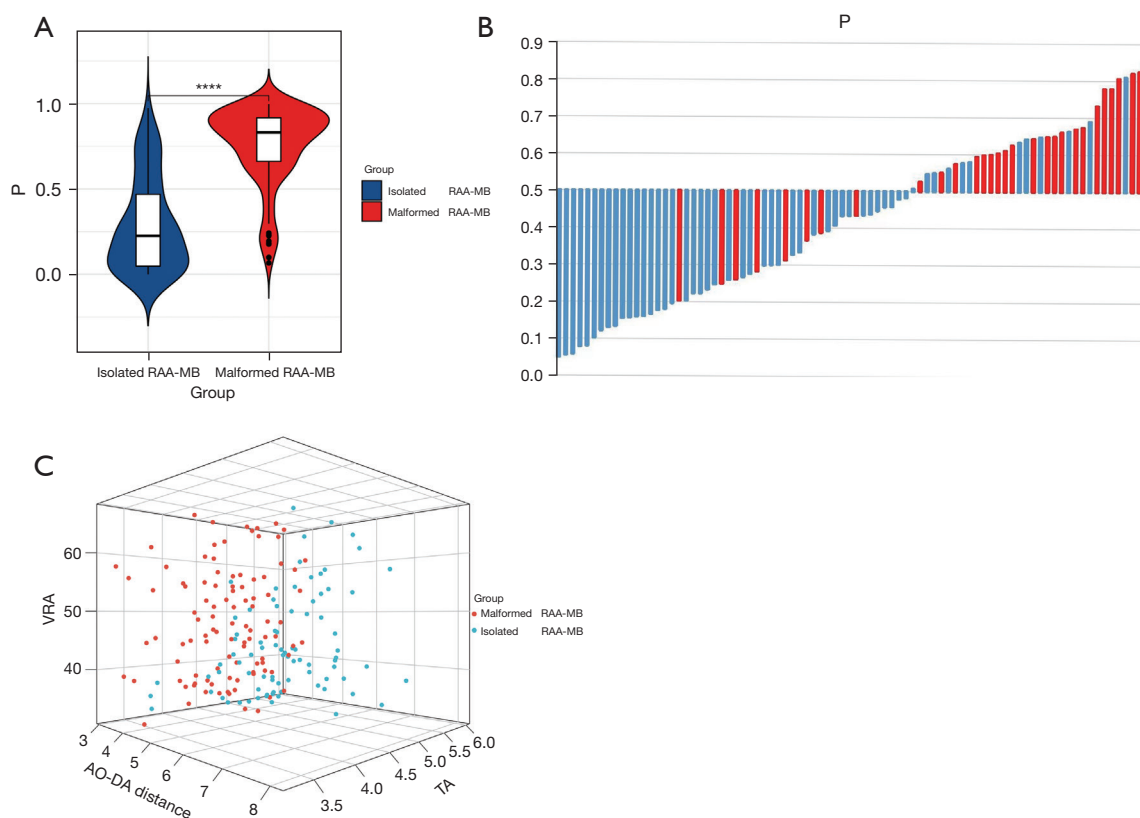 A
1.0
0.5
0.0
P
****
Isolated RAA-MB
Malformed RAA-MB
Group
Group
Isolated RAA-MB
Malformed RAA-MB
B
P
0.9
0.8
0.7
0.6
0.5
0.4
0.3
0.2
0.1
0.0
C
60
50
40
VRA
3
4
5
6
7
8
AO-DA distance
3.5
4.0
4.5
5.0
5.5
6.0
TA
Group
Malformed RAA-MB
Isolated RAA-MB